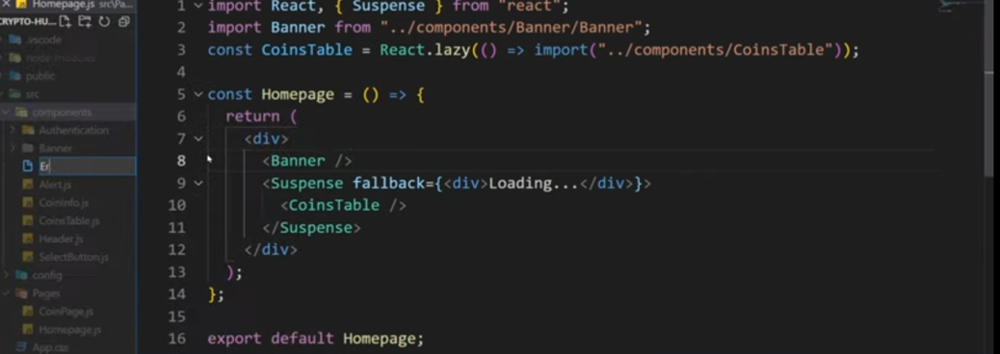 Homepage.js src\Pa...
CRYPTO-HU...
.vscode
node_modules
public
src
components
Authentication
Banner
Er
Alert.js
CoinInfo.js
CoinsTable.js
Header.js
SelectButton.js
config
Pages
CoinPage.js
Homepage.js
App.css
1 import React, { Suspense } from "react";
2 import Banner from "../components/Banner/Banner";
3 const CoinsTable = React.lazy(() => import("../components/CoinsTable"));
4
5 const Homepage = () => {
6 return (
7 <div>
8 <Banner />
9 <Suspense fallback={<div>Loading...</div>}>
10 <CoinsTable />
11 </Suspense>
12 </div>
13 );
14 };
15
16 export default Homepage;